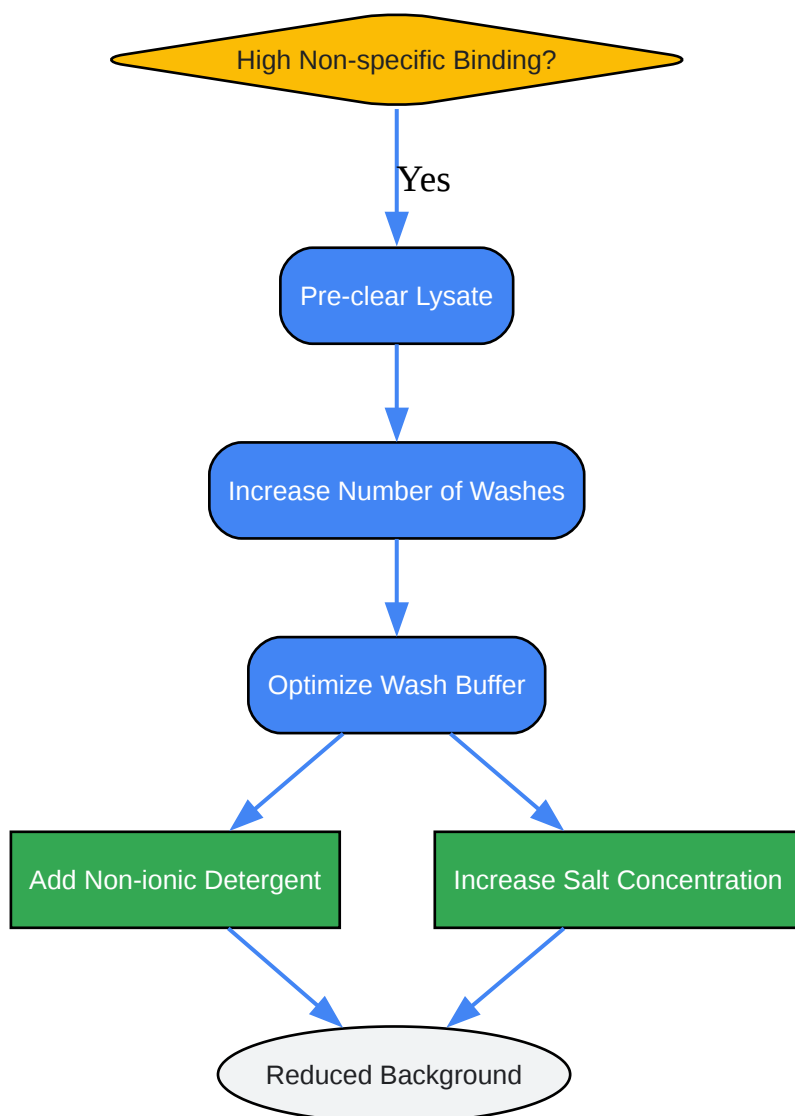 High Non-specific Binding?
Yes
Pre-clear Lysate
Increase Number of Washes
Optimize Wash Buffer
Add Non-ionic Detergent
Increase Salt Concentration
Reduced Background